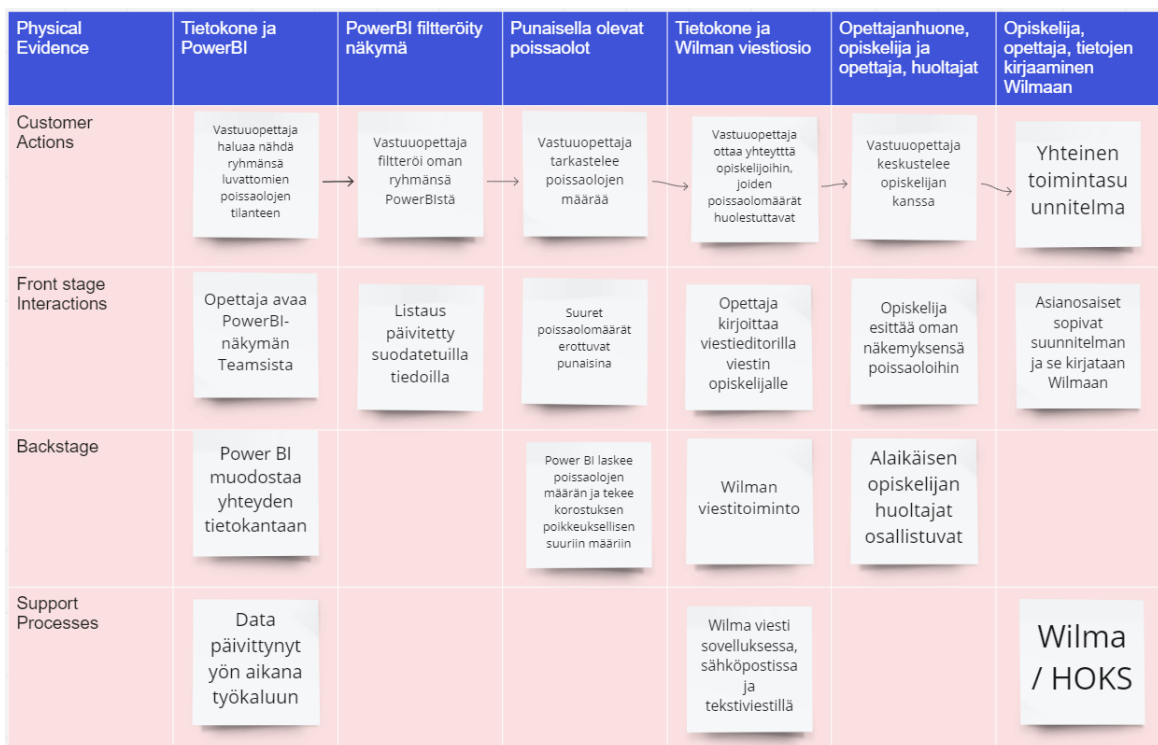 Physical
Evidence
Tietokone ja
PowerBI
PowerBI filtteröity
näkymä
Punaisella olevat
poissaolot
Tietokone ja
Wilman viestiosio
Opettajanhuone,
opiskelija ja
opettaja, huoltajat
Opiskelija,
opettaja, tietojen
kirjaaminen
Wilmaan
Customer
Actions
Vastuuopettaja
haluaa nähdä
ryhmänsä
luvattomien
poissaolojen
tilanteen
Vastuuopettaja
filtteröi oman
ryhmänsä
PowerBIstä
Vastuuopettaja
tarkastelee
poissaolojen
määrää
Vastuuopettaja
ottaa yhteytttä
opiskelijoihin,
joiden
poissaolomäärät
huolestuttavat
Vastuuopettaja
keskustelee
opiskelijan
kanssa
Yhteinen
toimintasu
unnitelma
Front stage
Interactions
Opettaja avaa
PowerBI-
näkymän
Teamsista
Listaus
päivitetty
suodatetuilla
tiedoilla
Suuret
poissaolomäärät
erottuvat
punaisina
Opettaja
kirjoittaa
viestieditorilla
viestin
opiskelijalle
Opiskelija
esittää oman
näkemyksensä
poissaoloihin
Asianosaiset
sopivat
suunnitelman
ja se kirjataan
Wilmaan
Backstage
Power BI
muodostaa
yhteyden
tietokantaan
Power BI laskee
poissaolojen
määrän ja tekee
korostuksen
poikkeuksellisen
suuriin määriin
Wilman
viestitoiminto
Alaikäisen
opiskelijan
huoltajat
osallistuvat
Support
Processes
Data
päivittynyt
yön aikana
työkaluun
Wilma viesti
sovelluksessa,
sähköpostissa
ja
tekstiviestillä
Wilma
/ HOKS